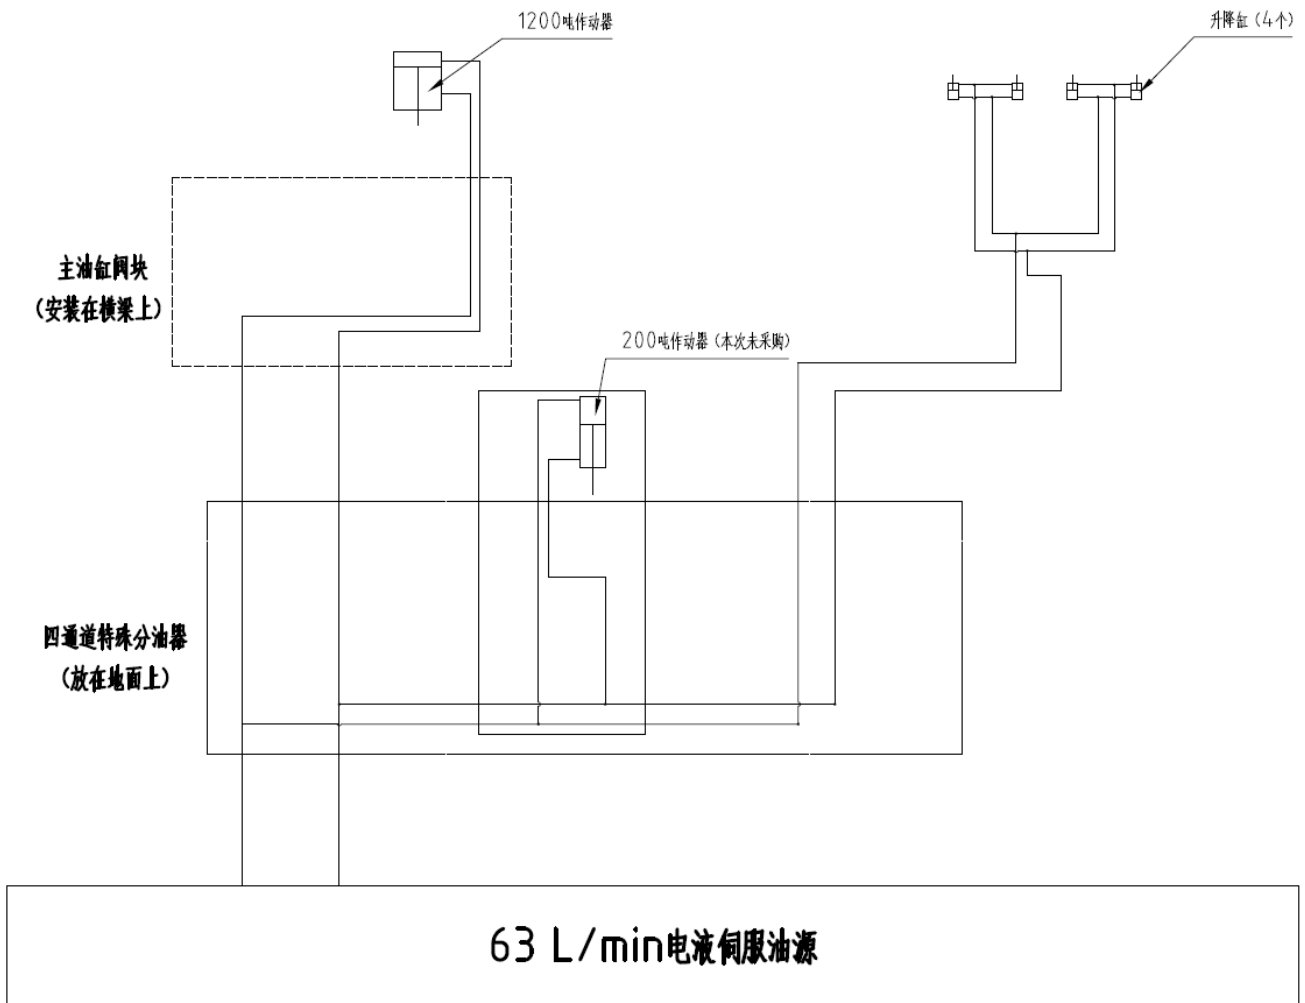 1200吨作动器
升降缸（4个）
主油缸阀块
（安装在横梁上）
200吨作动器（本次未采购）
四通道特殊分油器
（放在地面上）
63 L/min电液伺服油源